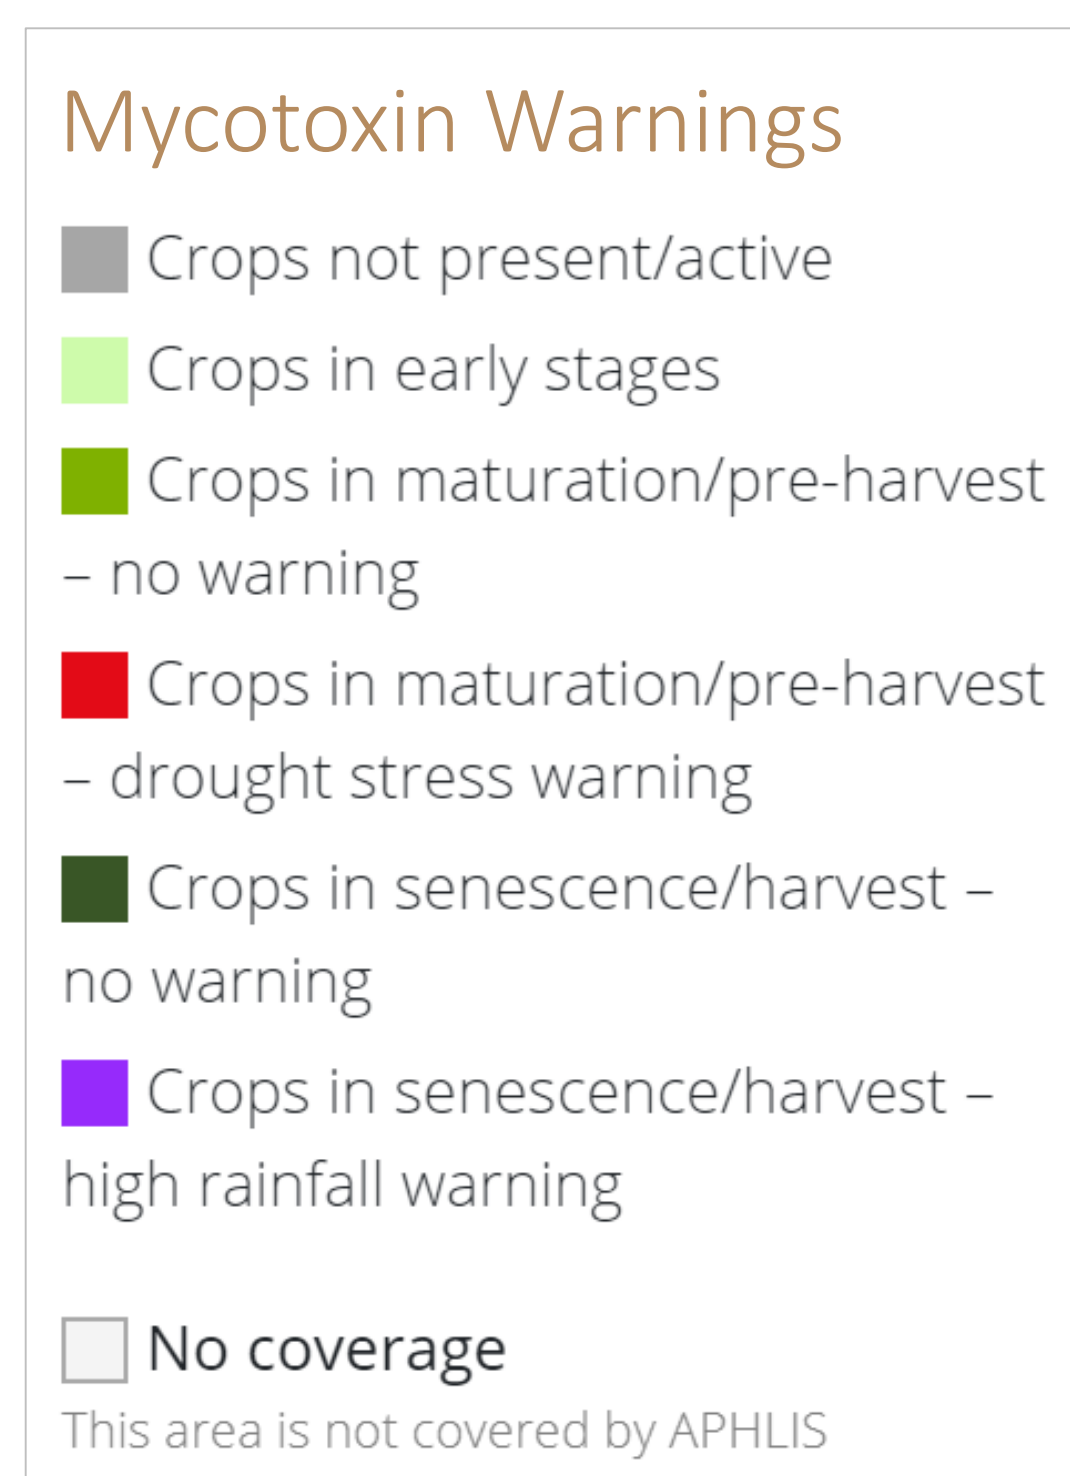 Mycotoxin Warnings
Crops not present/active
Crops in early stages
Crops in maturation/pre-harvest
– no warning
Crops in maturation/pre-harvest
– drought stress warning
Crops in senescence/harvest –
no warning
Crops in senescence/harvest –
high rainfall warning
No coverage
This area is not covered by APHLIS